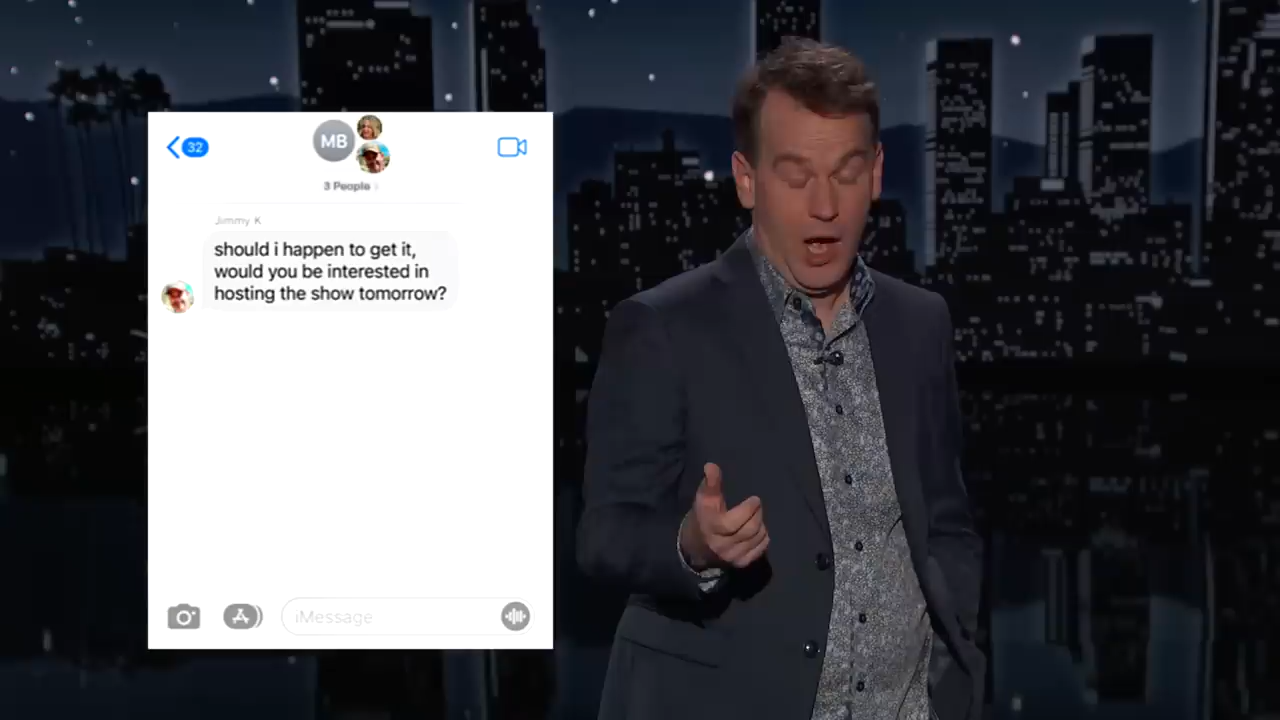 32
MB
3 People
Jimmy K
should i happen to get it,
would you be interested in
hosting the show tomorrow?
iMessage